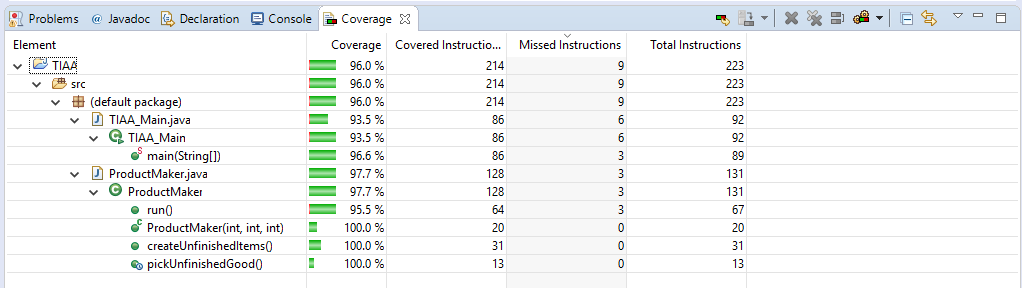 Problems @ Javadoc Declaration Console Coverage
Element Coverage Covered Instructio... Missed Instructions Total Instructions
TIAA 96.0 % 214 9 223
src 96.0 % 214 9 223
(default package) 96.0 % 214 9 223
TIAA_Main.java 93.5 % 86 6 92
TIAA_Main 93.5 % 86 6 92
main(String[]) 96.6 % 86 3 89
ProductMaker.java 97.7 % 128 3 131
ProductMaker 97.7 % 128 3 131
run() 95.5 % 64 3 67
ProductMaker(int, int, int) 100.0 % 20 0 20
createUnfinishedItems() 100.0 % 31 0 31
pickUnfinishedGood() 100.0 % 13 0 13